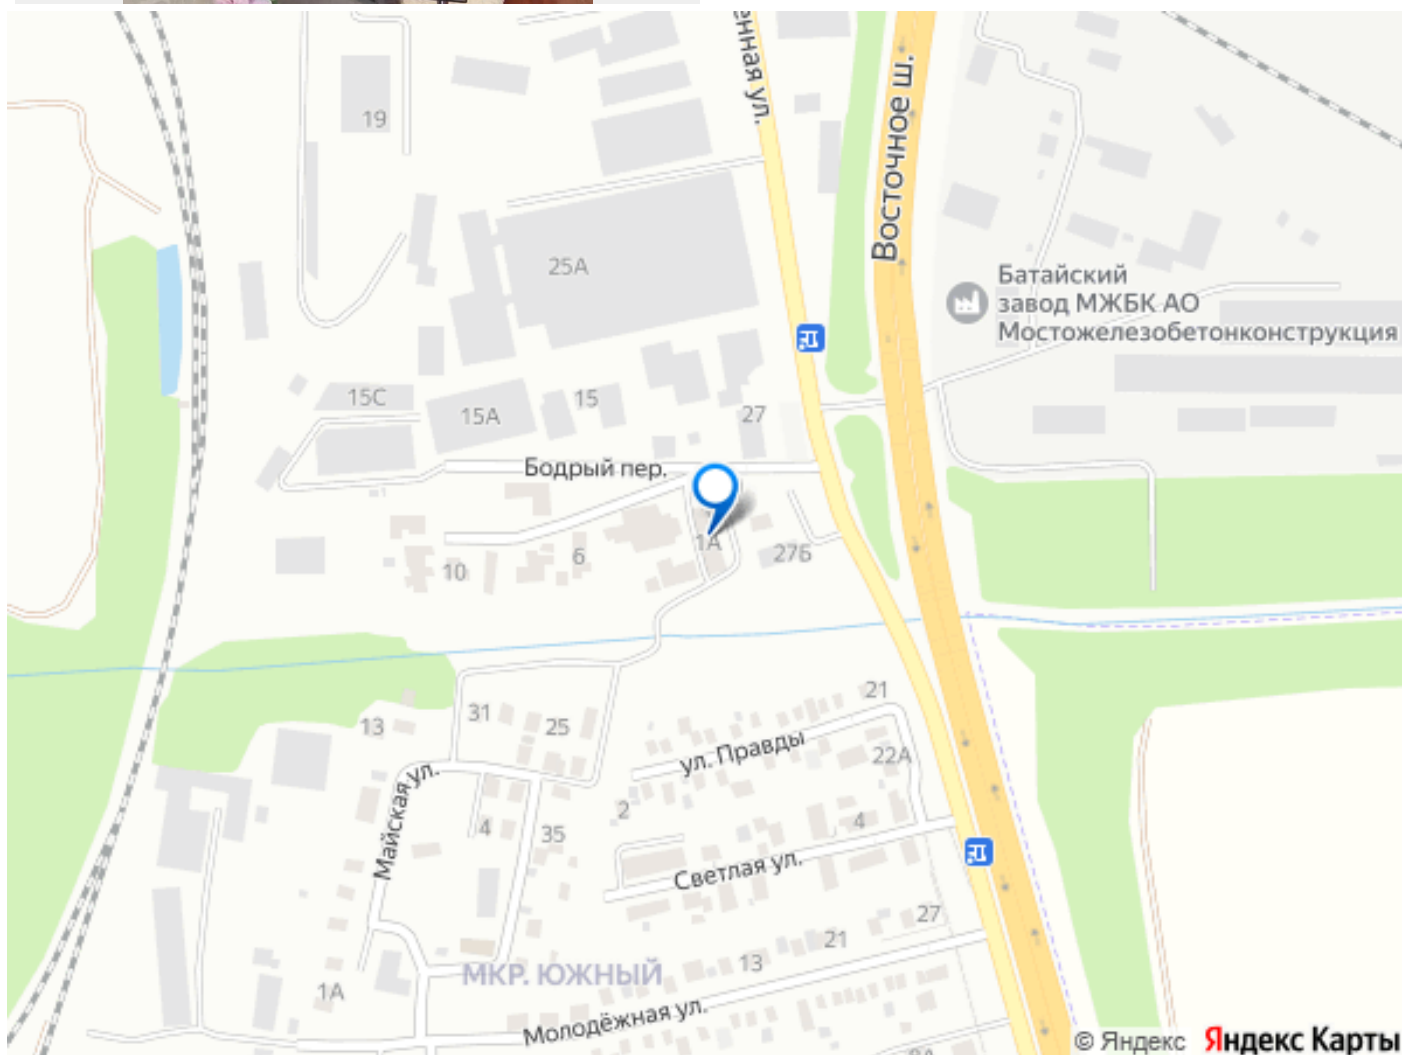 енная ул.
Восточное ш.
19
25А
Батайский
завод МЖБК АО
Мостожелезобетонконструкция
15С
15А
15
27
Бодрый пер.
1А
27Б
6
10
21
31
25
13
ул. Правды
22А
Майская ул.
2
4
35
4
Светлая ул.
27
21
13
МКР. ЮЖНЫЙ
1А
Молодёжная ул.
© Яндекс Яндекс Карты